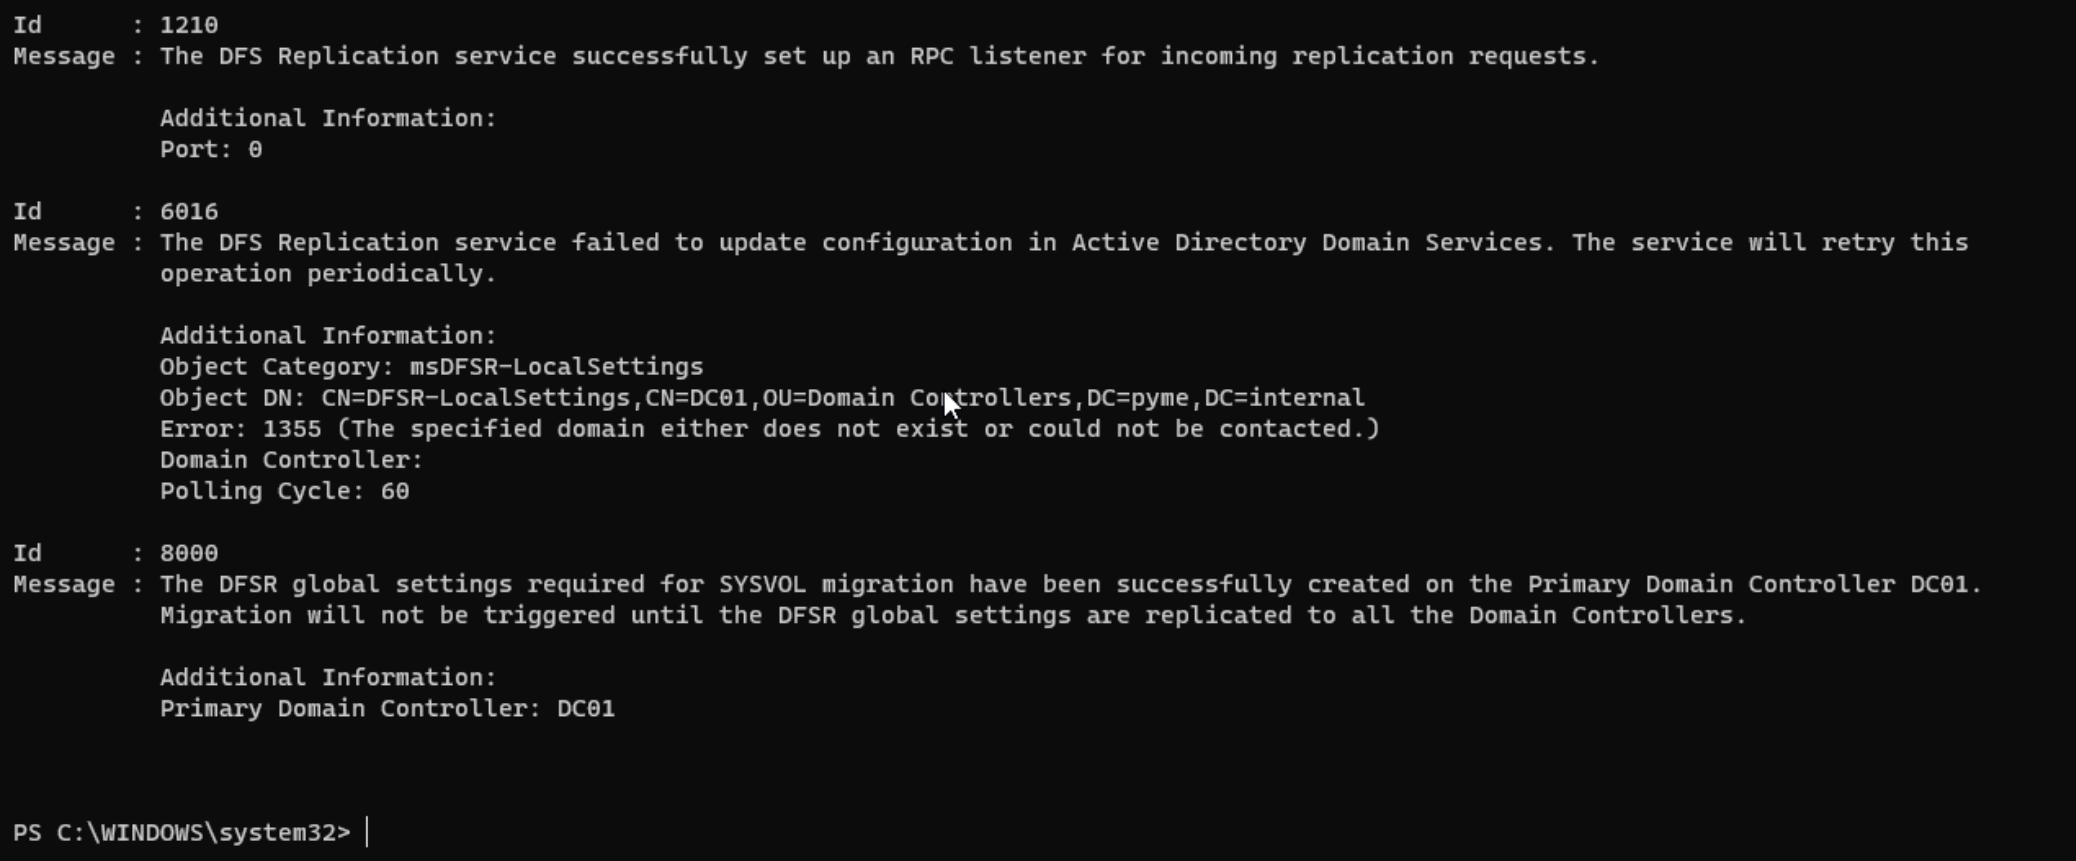 Id      : 1210
Message : The DFS Replication service successfully set up an RPC listener for incoming replication requests.
Additional Information:
Port: 0
Id      : 6016
Message : The DFS Replication service failed to update configuration in Active Directory Domain Services. The service will retry this
operation periodically.
Additional Information:
Object Category: msDFSR-LocalSettings
Object DN: CN=DFSR-LocalSettings,CN=DC01,OU=Domain Controllers,DC=pyme,DC=internal
Error: 1355 (The specified domain either does not exist or could not be contacted.)
Domain Controller:
Polling Cycle: 60
Id      : 8000
Message : The DFSR global settings required for SYSVOL migration have been successfully created on the Primary Domain Controller DC01.
Migration will not be triggered until the DFSR global settings are replicated to all the Domain Controllers.
Additional Information:
Primary Domain Controller: DC01
PS C:\WINDOWS\system32>